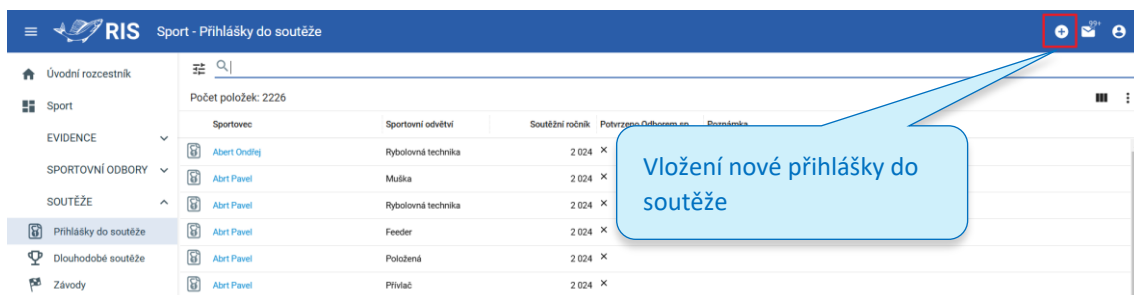 RIS Sport - Přihlášky do soutěže 99+
Úvodní rozcestník
Sport
EVIDENCE
SPORTOVNÍ ODBORY
SOUTĚŽE
Přihlášky do soutěže
Dlouhodobé soutěže
Závody
Počet položek: 2226
Sportovec Sportovní odvětví Soutěžní ročník Potvrzeno Odborem sp Poznámka
Abert Ondřej Rybolovná technika 2 024 ×
Abrt Pavel Muška 2 024 ×
Abrt Pavel Rybolovná technika 2 024 ×
Abrt Pavel Feeder 2 024 ×
Abrt Pavel Položená 2 024 ×
Abrt Pavel Přívlač 2 024 ×
Vložení nové přihlášky do
soutěže